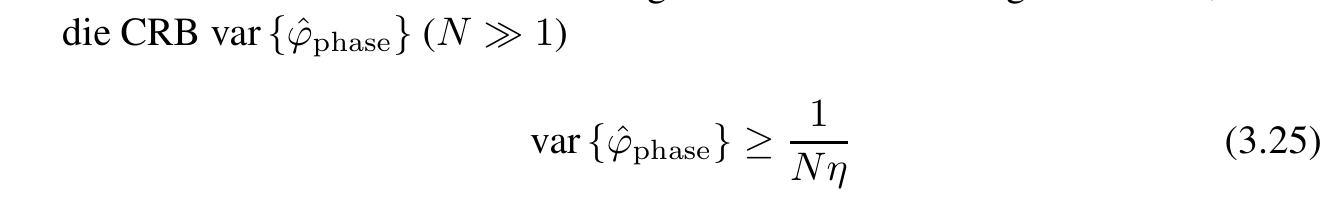 die CRB var {φ̂_phase} (N ≫ 1)
var {φ̂_phase} ≥ 1/(Nη) (3.25)